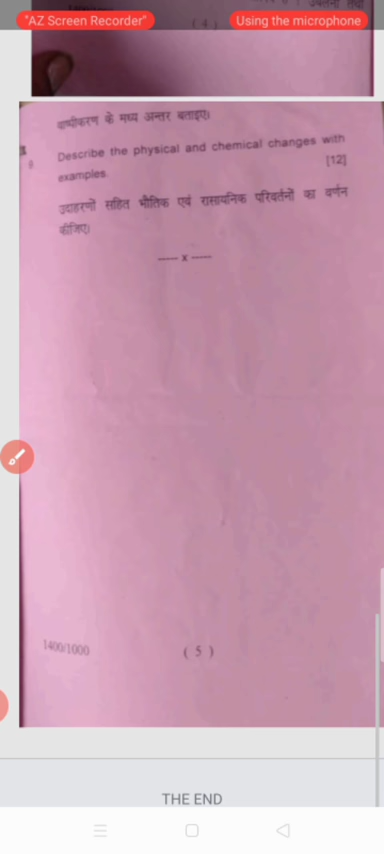 "AZ Screen Recorder"
Using the microphone
( 4 )
वाष्पीकरण के मध्य अन्तर बताइए।
9. Describe the physical and chemical changes with
examples. [12]
उदाहरणों सहित भौतिक एवं रासायनिक परिवर्तनों का वर्णन
कीजिए।
----- x -----
1400/1000
( 5 )
THE END